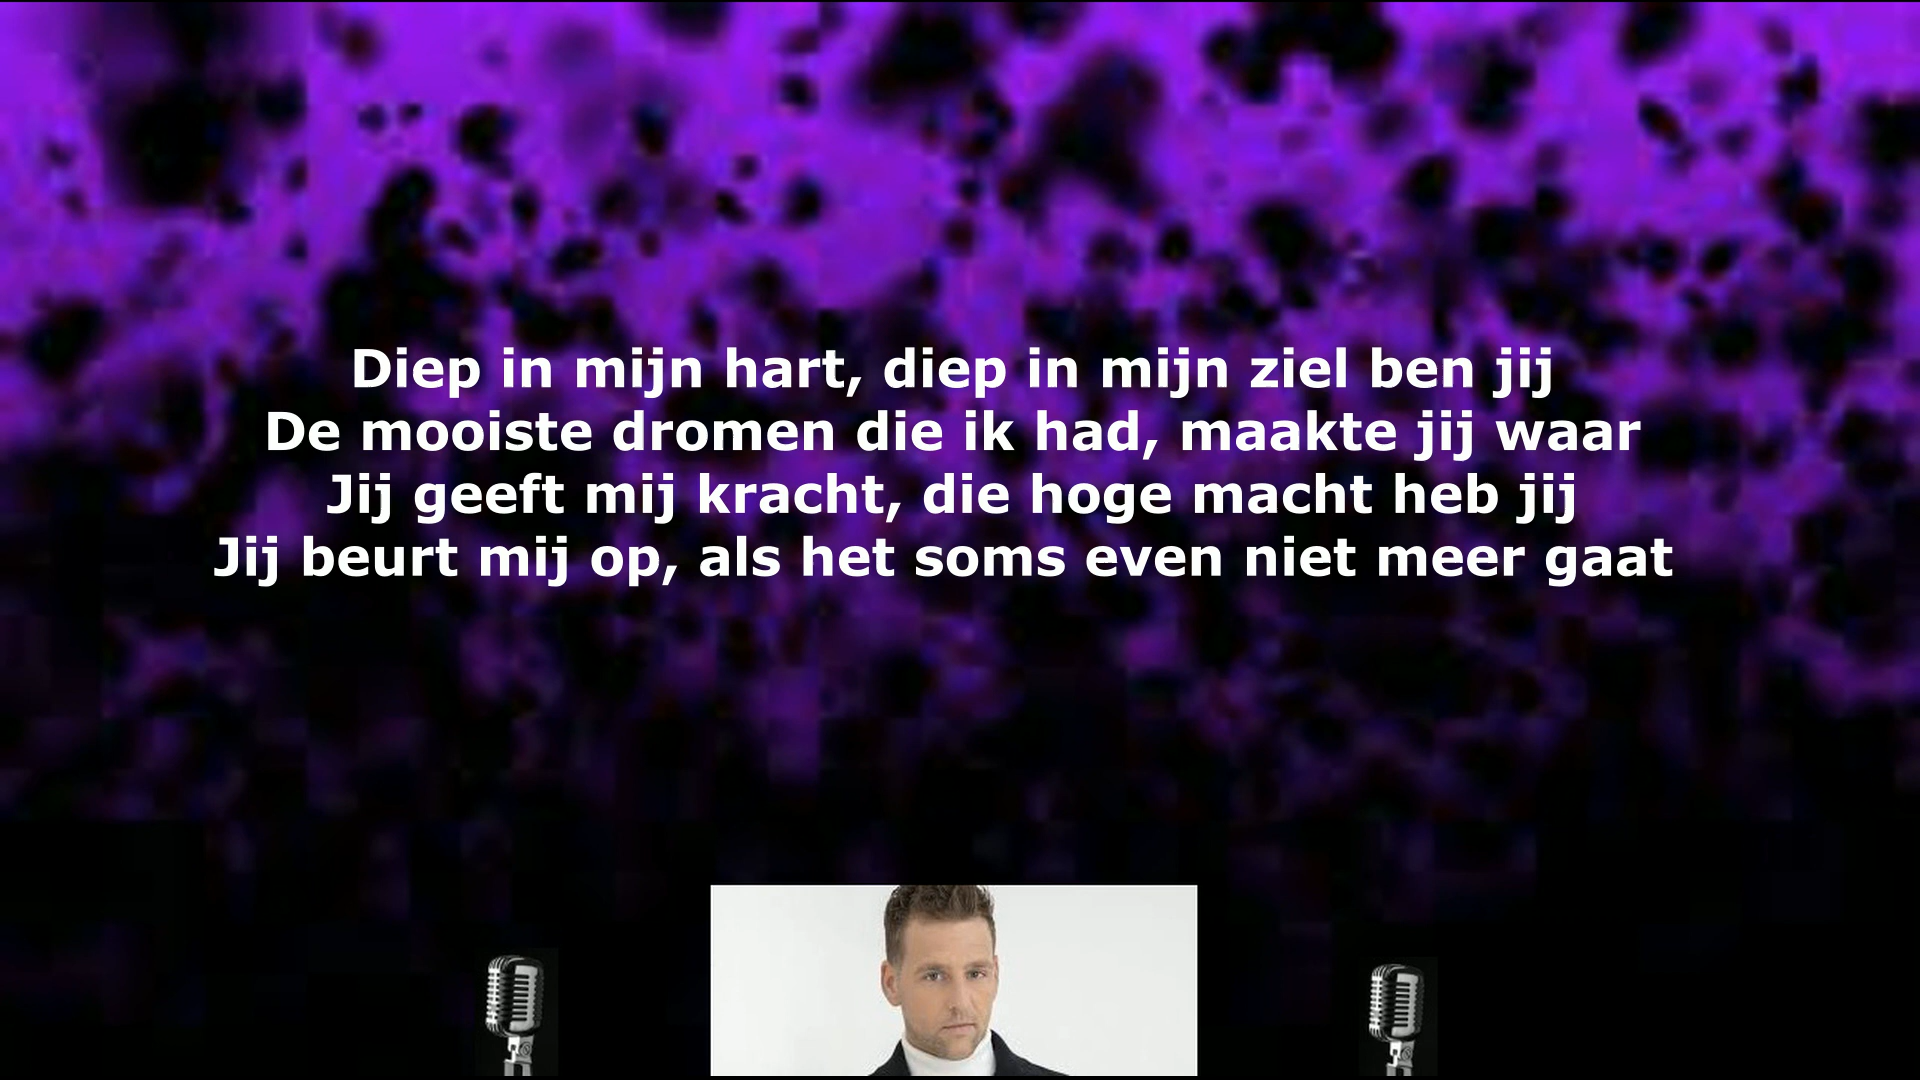 Diep in mijn hart, diep in mijn ziel ben jij
De mooiste dromen die ik had, maakte jij waar
Jij geeft mij kracht, die hoge macht heb jij
Jij beurt mij op, als het soms even niet meer gaat